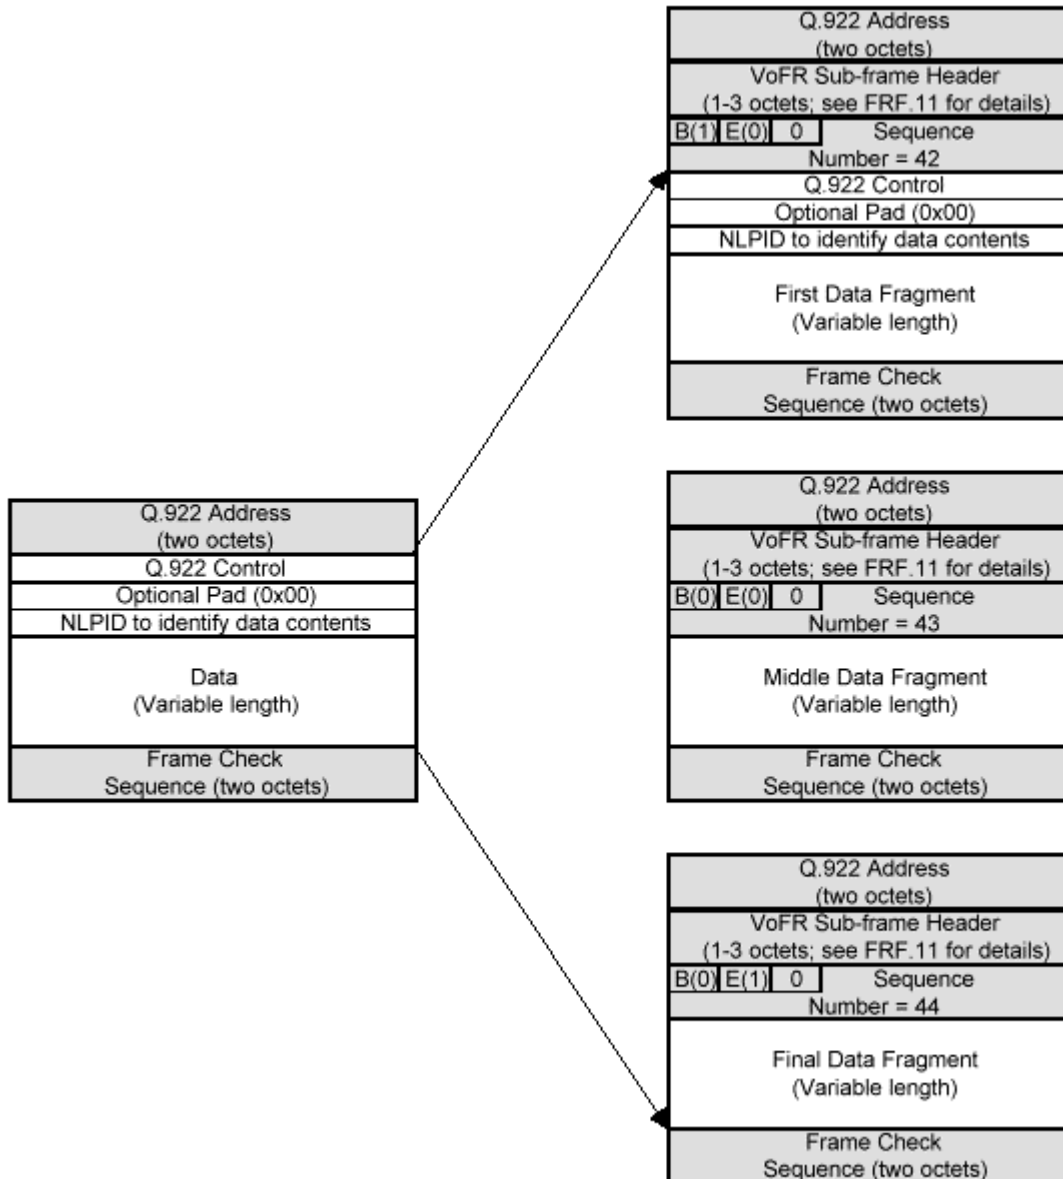 Q.922 Address
(two octets)
VoFR Sub-frame Header
(1-3 octets; see FRF.11 for details)
B(1) E(0) 0 Sequence
Number = 42
Q.922 Control
Optional Pad (0x00)
NLPID to identify data contents
First Data Fragment
(Variable length)
Frame Check
Sequence (two octets)
Q.922 Address
(two octets)
Q.922 Control
Optional Pad (0x00)
NLPID to identify data contents
Data
(Variable length)
Frame Check
Sequence (two octets)
Q.922 Address
(two octets)
VoFR Sub-frame Header
(1-3 octets; see FRF.11 for details)
B(0) E(0) 0 Sequence
Number = 43
Middle Data Fragment
(Variable length)
Frame Check
Sequence (two octets)
Q.922 Address
(two octets)
VoFR Sub-frame Header
(1-3 octets; see FRF.11 for details)
B(0) E(1) 0 Sequence
Number = 44
Final Data Fragment
(Variable length)
Frame Check
Sequence (two octets)